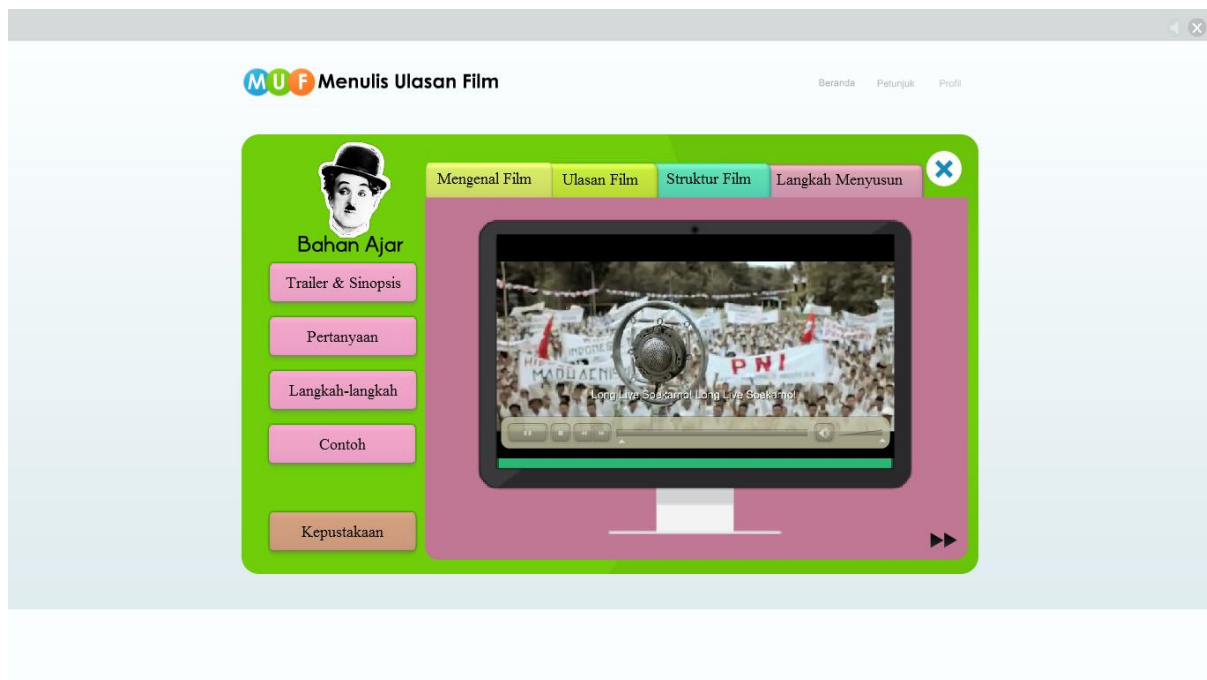 MUF Menulis Ulasan Film
Beranda Petunjuk Profil
Mengenal Film Ulasan Film Struktur Film Langkah Menyusun
Bahan Ajar
Trailer & Sinopsis
Pertanyaan
Langkah-langkah
Contoh
Kepustakaan
PNI
Long Live Soekarno! Long Live Soekarno!